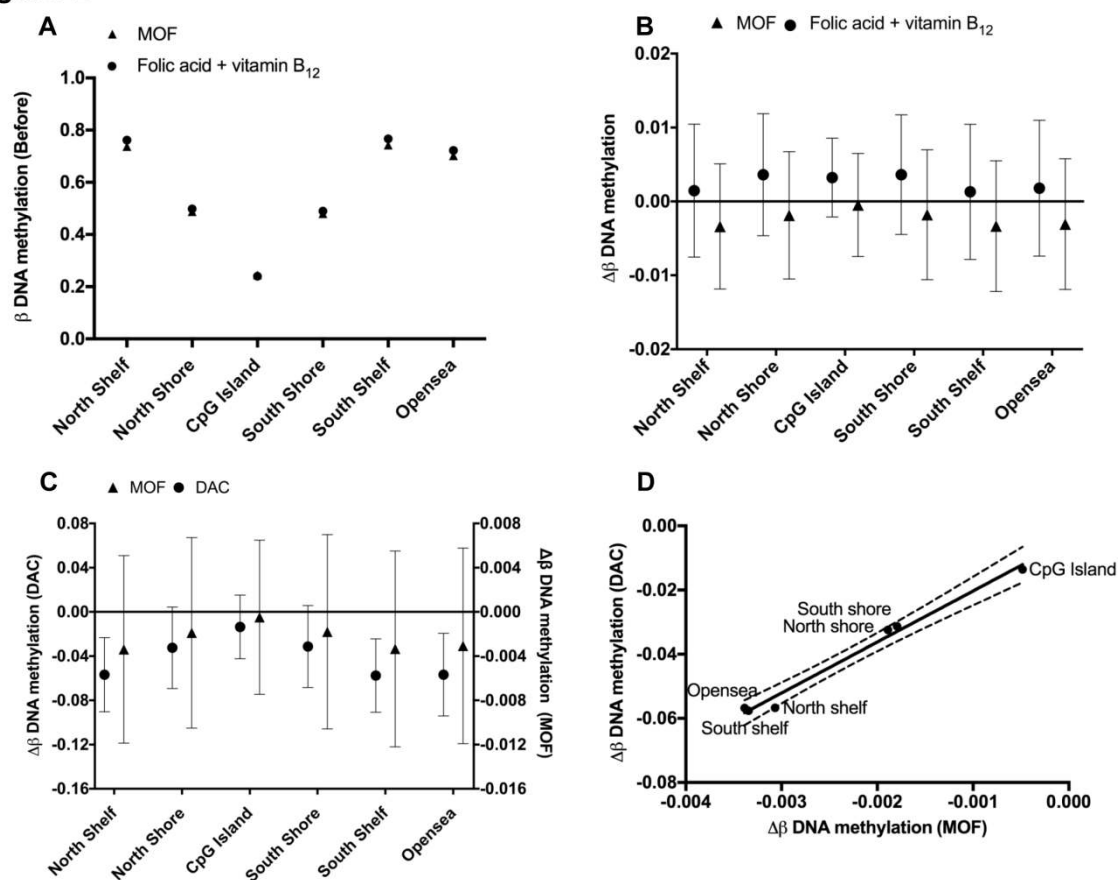 A
▲ MOF
● Folic acid + vitamin B12
β DNA methylation (Before)
1.0
0.8
0.6
0.4
0.2
0.0
North Shelf
North Shore
CpG Island
South Shore
South Shelf
Opensea
B
▲ MOF ● Folic acid + vitamin B12
Δβ DNA methylation
0.02
0.01
0.00
-0.01
-0.02
North Shelf
North Shore
CpG Island
South Shore
South Shelf
Opensea
C
▲ MOF ● DAC
Δβ DNA methylation (DAC)
0.08
0.04
0.00
-0.04
-0.08
-0.12
-0.16
0.008
0.004
0.000
-0.004
-0.008
-0.012
-0.016
Δβ DNA methylation (MOF)
North Shelf
North Shore
CpG Island
South Shore
South Shelf
Opensea
D
Δβ DNA methylation (DAC)
0.00
-0.02
-0.04
-0.06
-0.08
CpG Island
South shore
North shore
Opensea
North shelf
South shelf
-0.004
-0.003
-0.002
-0.001
0.000
Δβ DNA methylation (MOF)